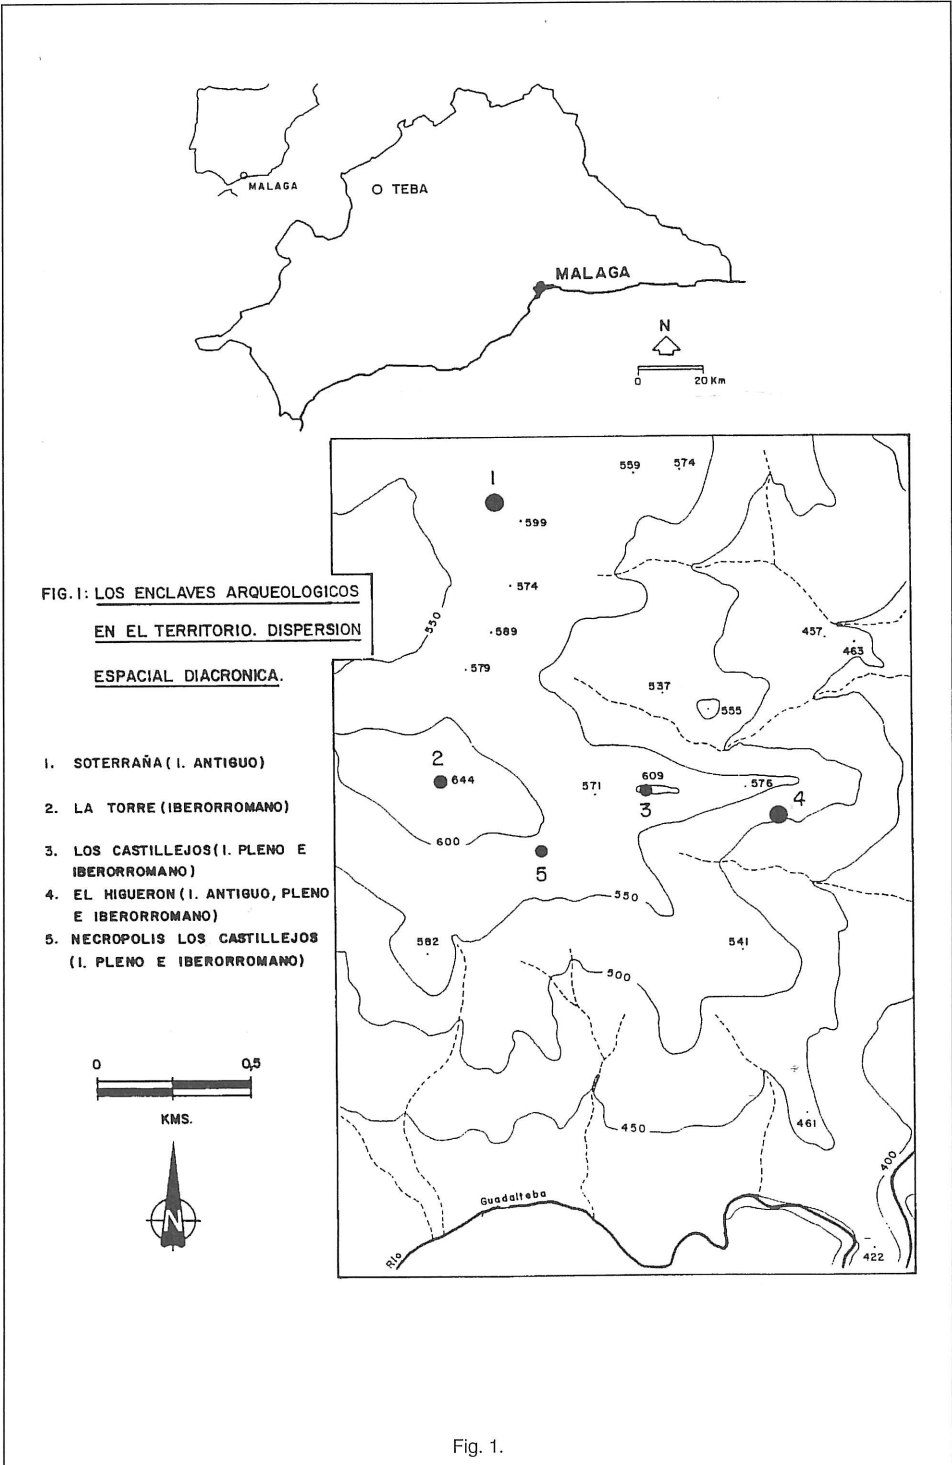 MALAGA
TEBA
MALAGA
N
0 20 Km
1
559 574
599
574
FIG.1: LOS ENCLAVES ARQUEOLOGICOS
EN EL TERRITORIO. DISPERSION
ESPACIAL DIACRONICA.
550
589
579
457
463
537
555
1. SOTERRAÑA (I. ANTIGUO)
2. LA TORRE (IBERORROMANO)
3. LOS CASTILLEJOS (I. PLENO E
IBERORROMANO)
4. EL HIGUERON (I. ANTIGUO, PLENO
E IBERORROMANO)
5. NECROPOLIS LOS CASTILLEJOS
(I. PLENO E IBERORROMANO)
2
644
571
609
3
576
4
600
5
550
582
541
500
0 0,5
KMS.
N
450
461
400
Río Guadalteba
422
Fig. 1.